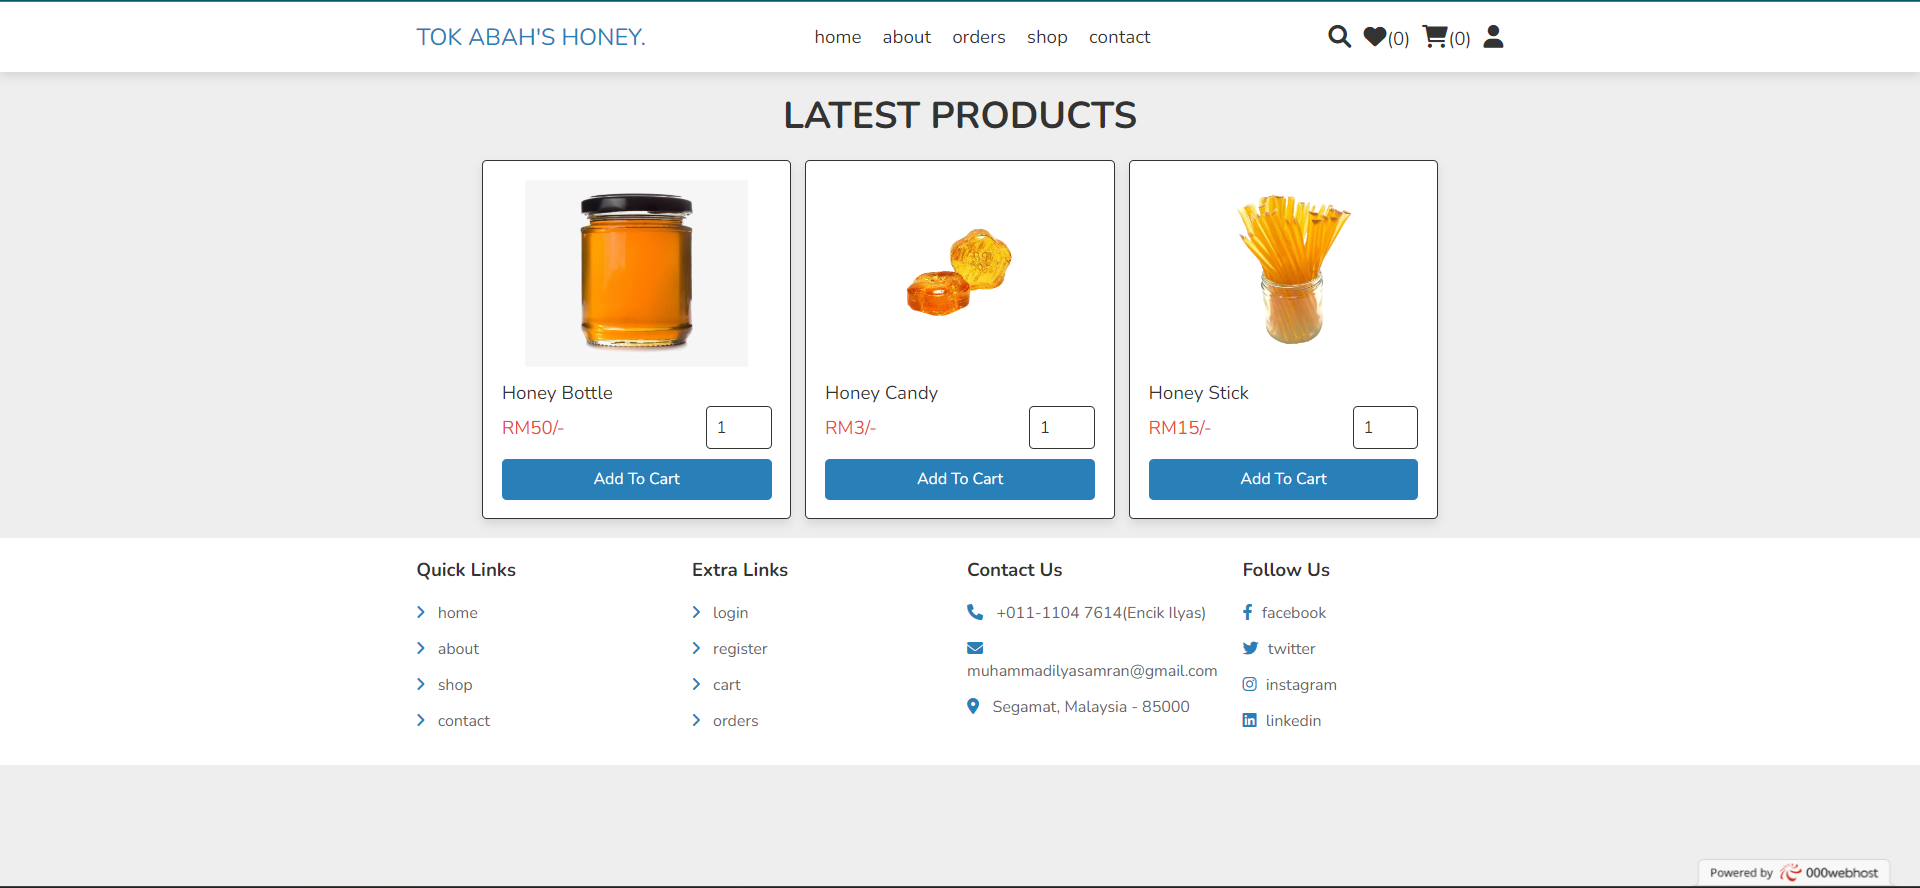 TOK ABAH'S HONEY.
home about orders shop contact
(0) (0)
LATEST PRODUCTS
Honey Bottle
RM50/-
1
Add To Cart
Honey Candy
RM3/-
1
Add To Cart
Honey Stick
RM15/-
1
Add To Cart
Quick Links
home
about
shop
contact
Extra Links
login
register
cart
orders
Contact Us
+011-1104 7614(Encik Ilyas)
muhammadilyasamran@gmail.com
Segamat, Malaysia - 85000
Follow Us
facebook
twitter
instagram
linkedin
Powered by 000webhost